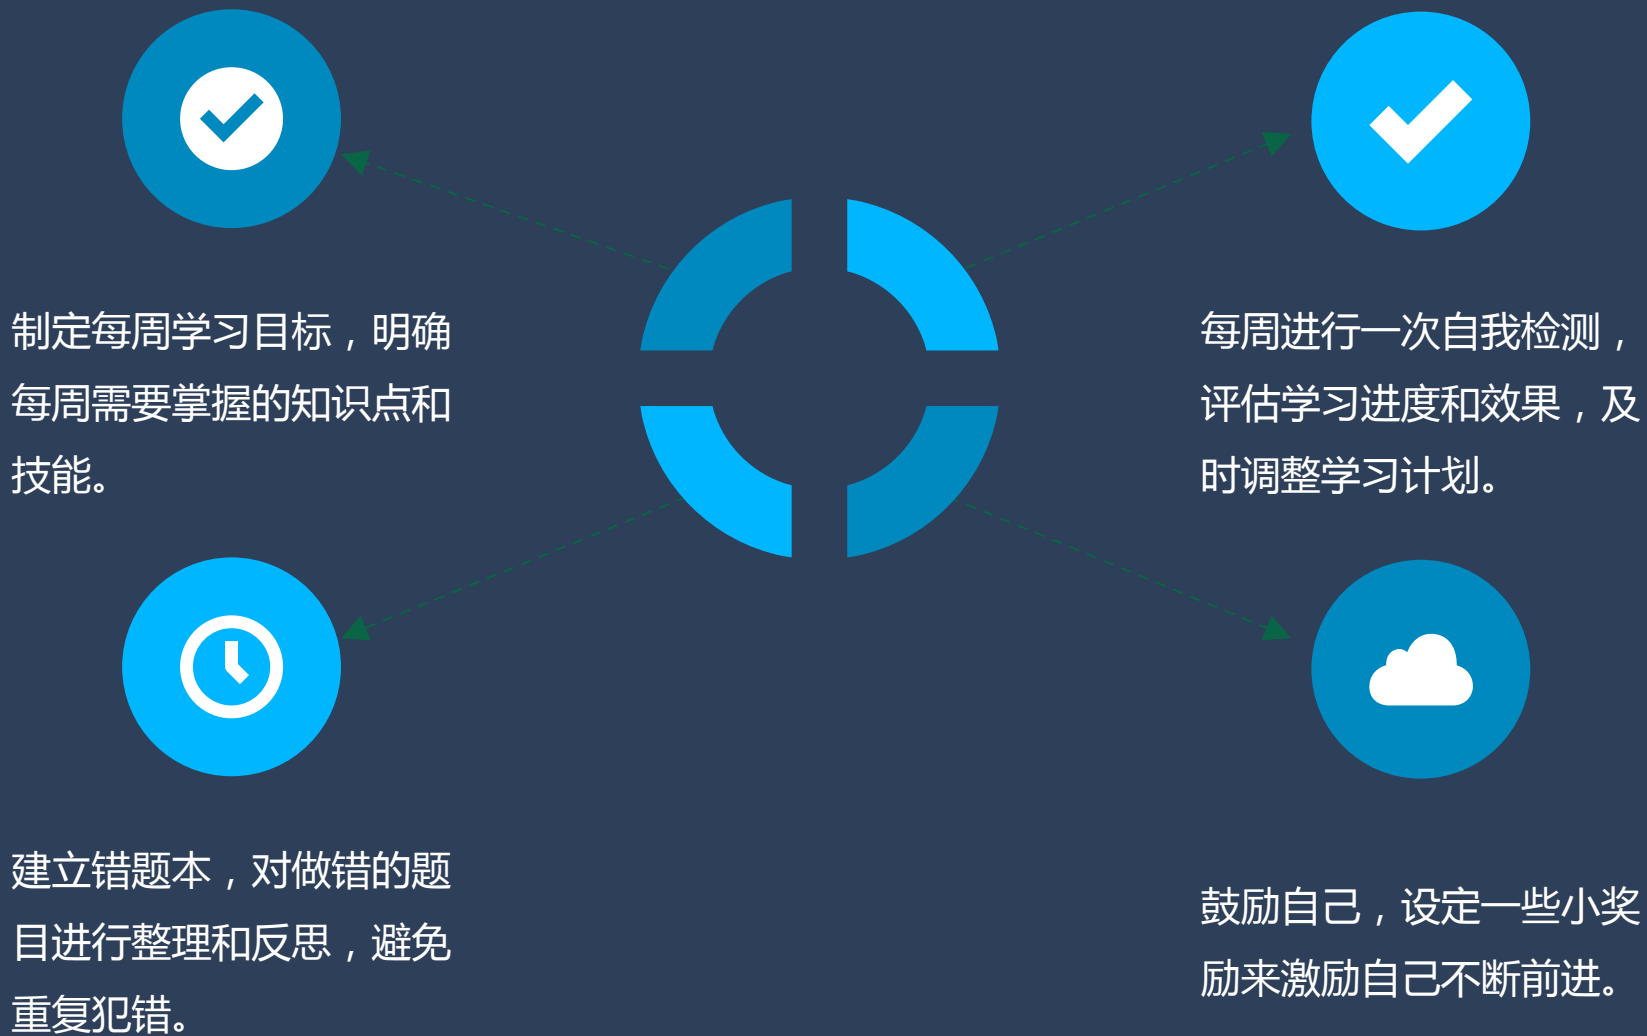 制定每周学习目标，明确
每周需要掌握的知识点和
技能。
每周进行一次自我检测，
评估学习进度和效果，及
时调整学习计划。
建立错题本，对做错的题
目进行整理和反思，避免
重复犯错。
鼓励自己，设定一些小奖
励来激励自己不断前进。